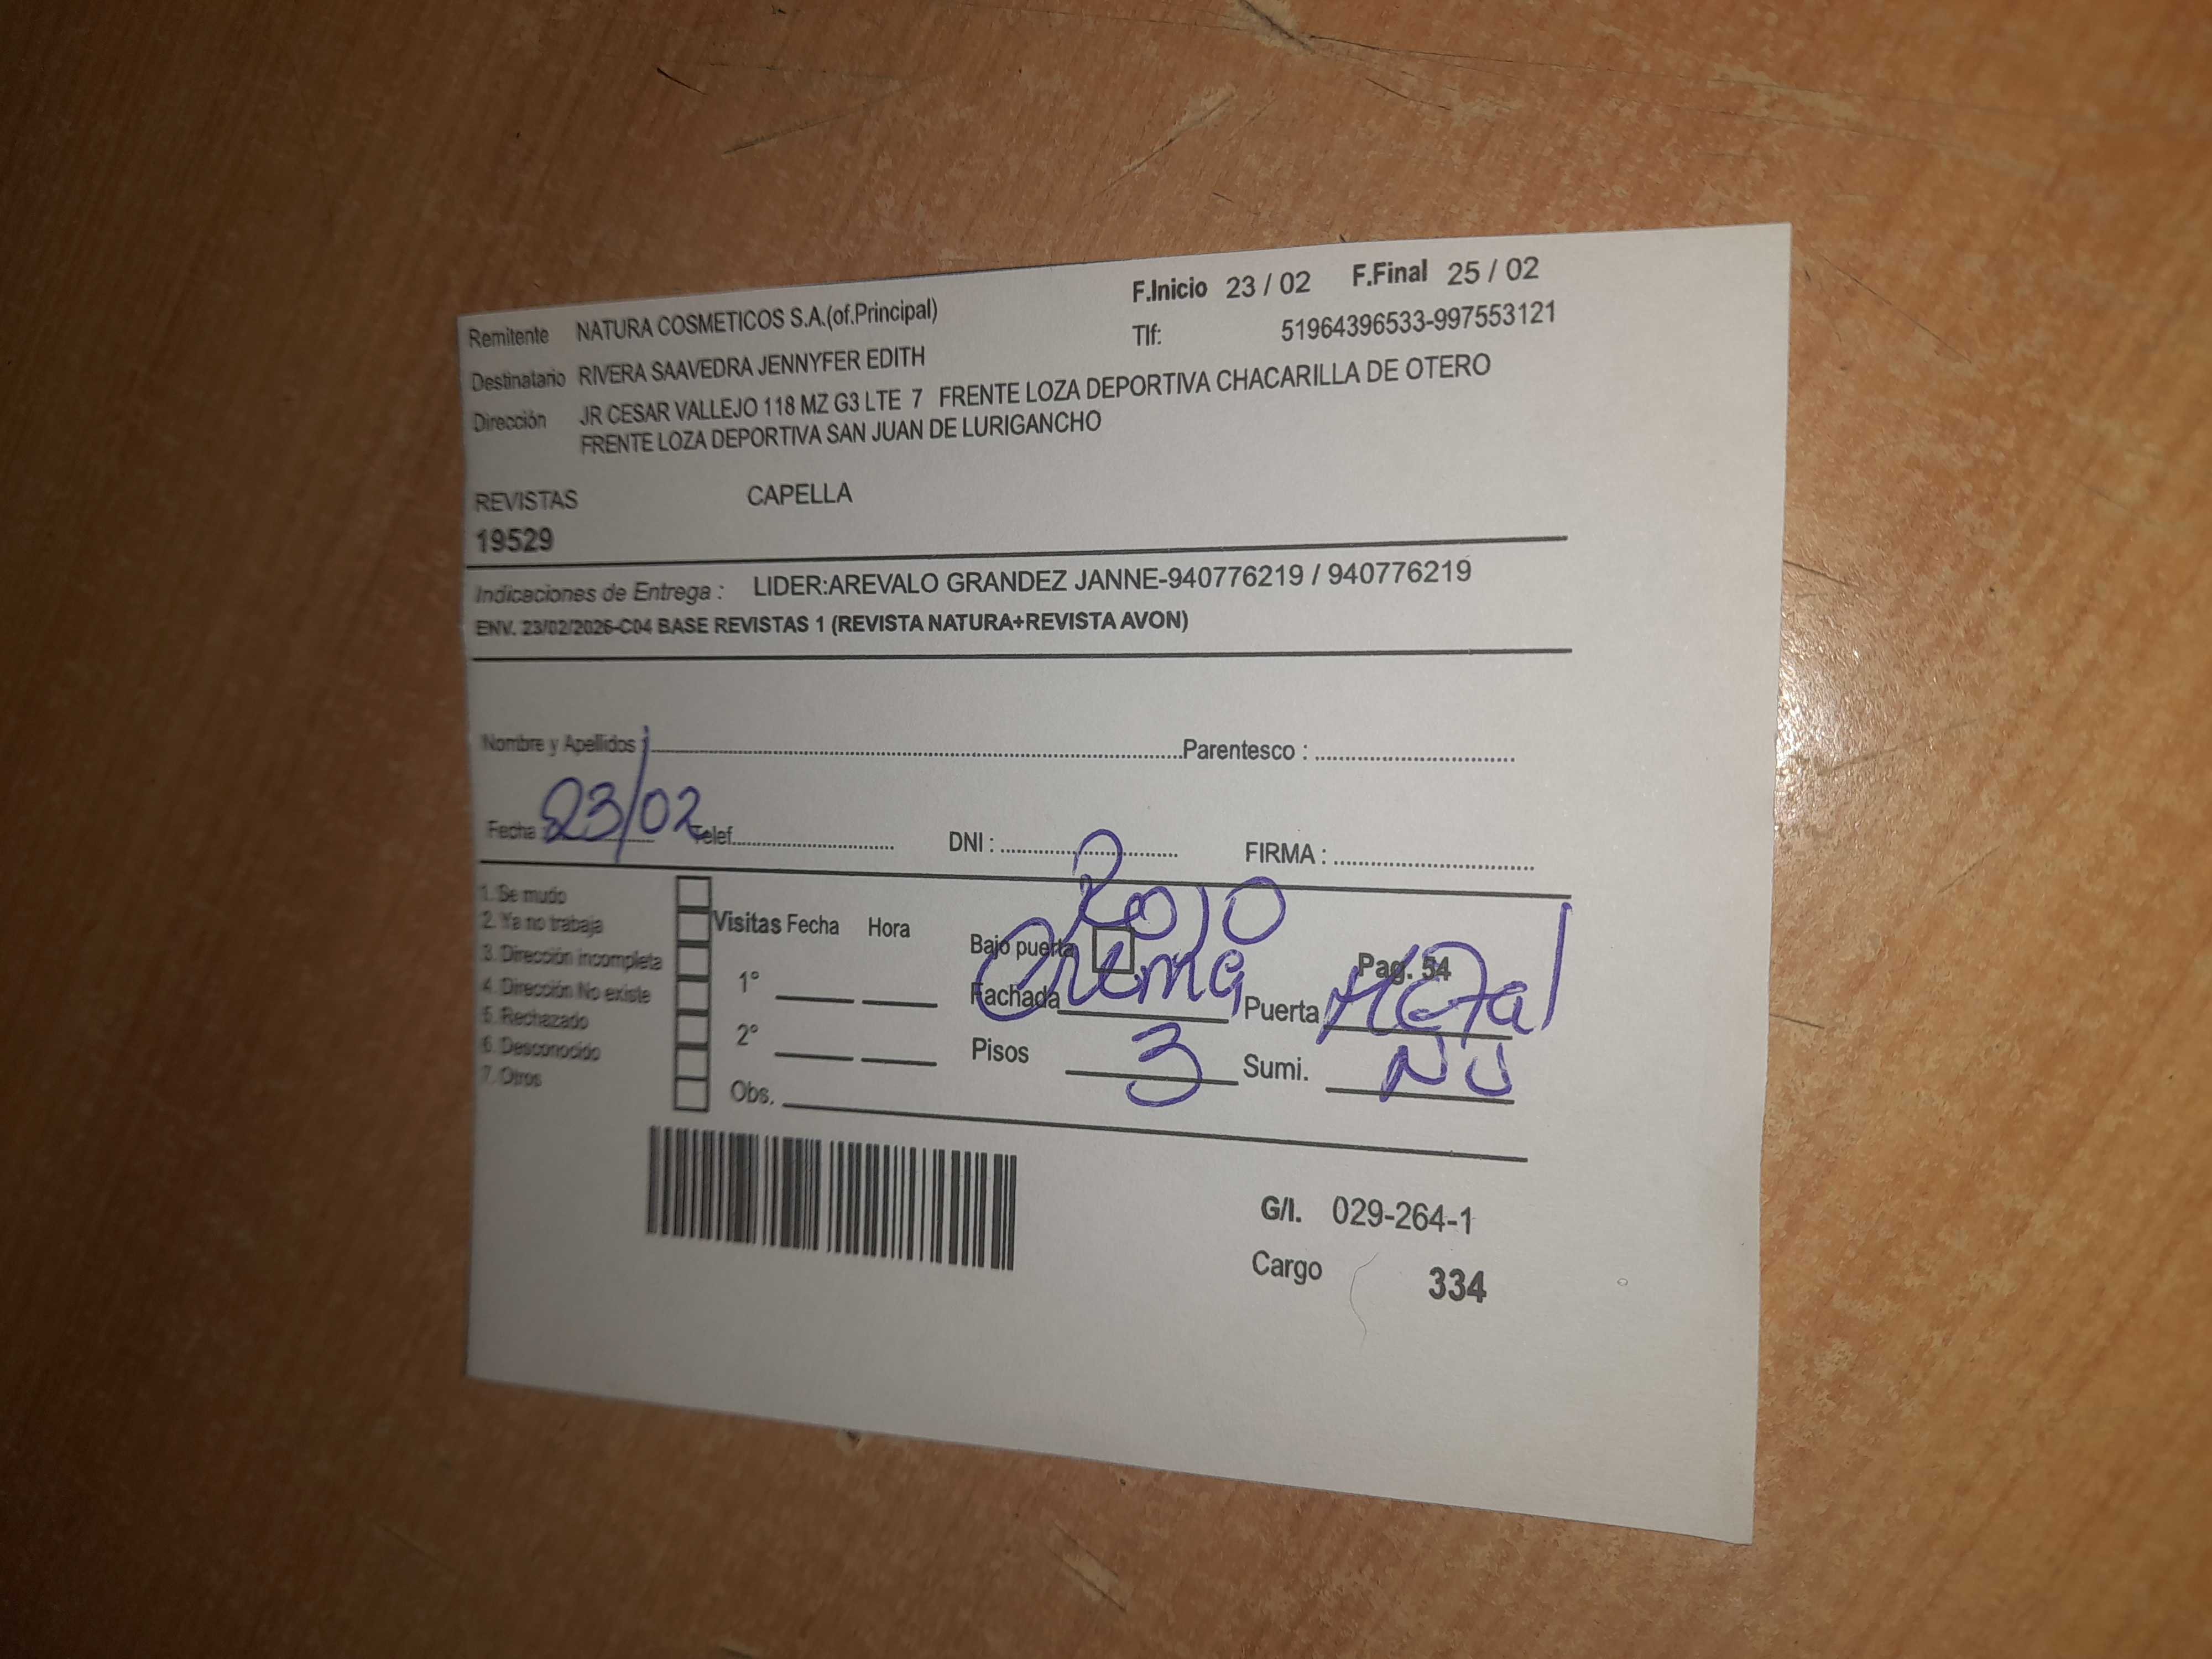 F.Inicio 23 / 02 F.Final 25 / 02
Remitente NATURA COSMETICOS S.A.(of.Principal)
Tlf: 51964396533-997553121
Destinatario RIVERA SAAVEDRA JENNYFER EDITH
Dirección JR CESAR VALLEJO 118 MZ G3 LTE 7 FRENTE LOZA DEPORTIVA CHACARILLA DE OTERO
FRENTE LOZA DEPORTIVA SAN JUAN DE LURIGANCHO
REVISTAS CAPELLA
19529
Indicaciones de Entrega : LIDER:AREVALO GRANDEZ JANNE-940776219 / 940776219
ENV. 23/02/2026-C04 BASE REVISTAS 1 (REVISTA NATURA+REVISTA AVON)
Nombre y Apellidos : Parentesco :
Fecha 23/02 Telef. DNI : FIRMA :
1. Se mudo
2. Ya no trabaja
3. Dirección incompleta
4. Dirección No existe
5. Rechazado
6. Desconocido
7. Otros
Visitas Fecha Hora
1°
2°
Obs.
Rojo
Bajo puerta Pag. 54
Fachada Crema Puerta Metal
Pisos 3 Sumi. NU
G/I. 029-264-1
Cargo 334